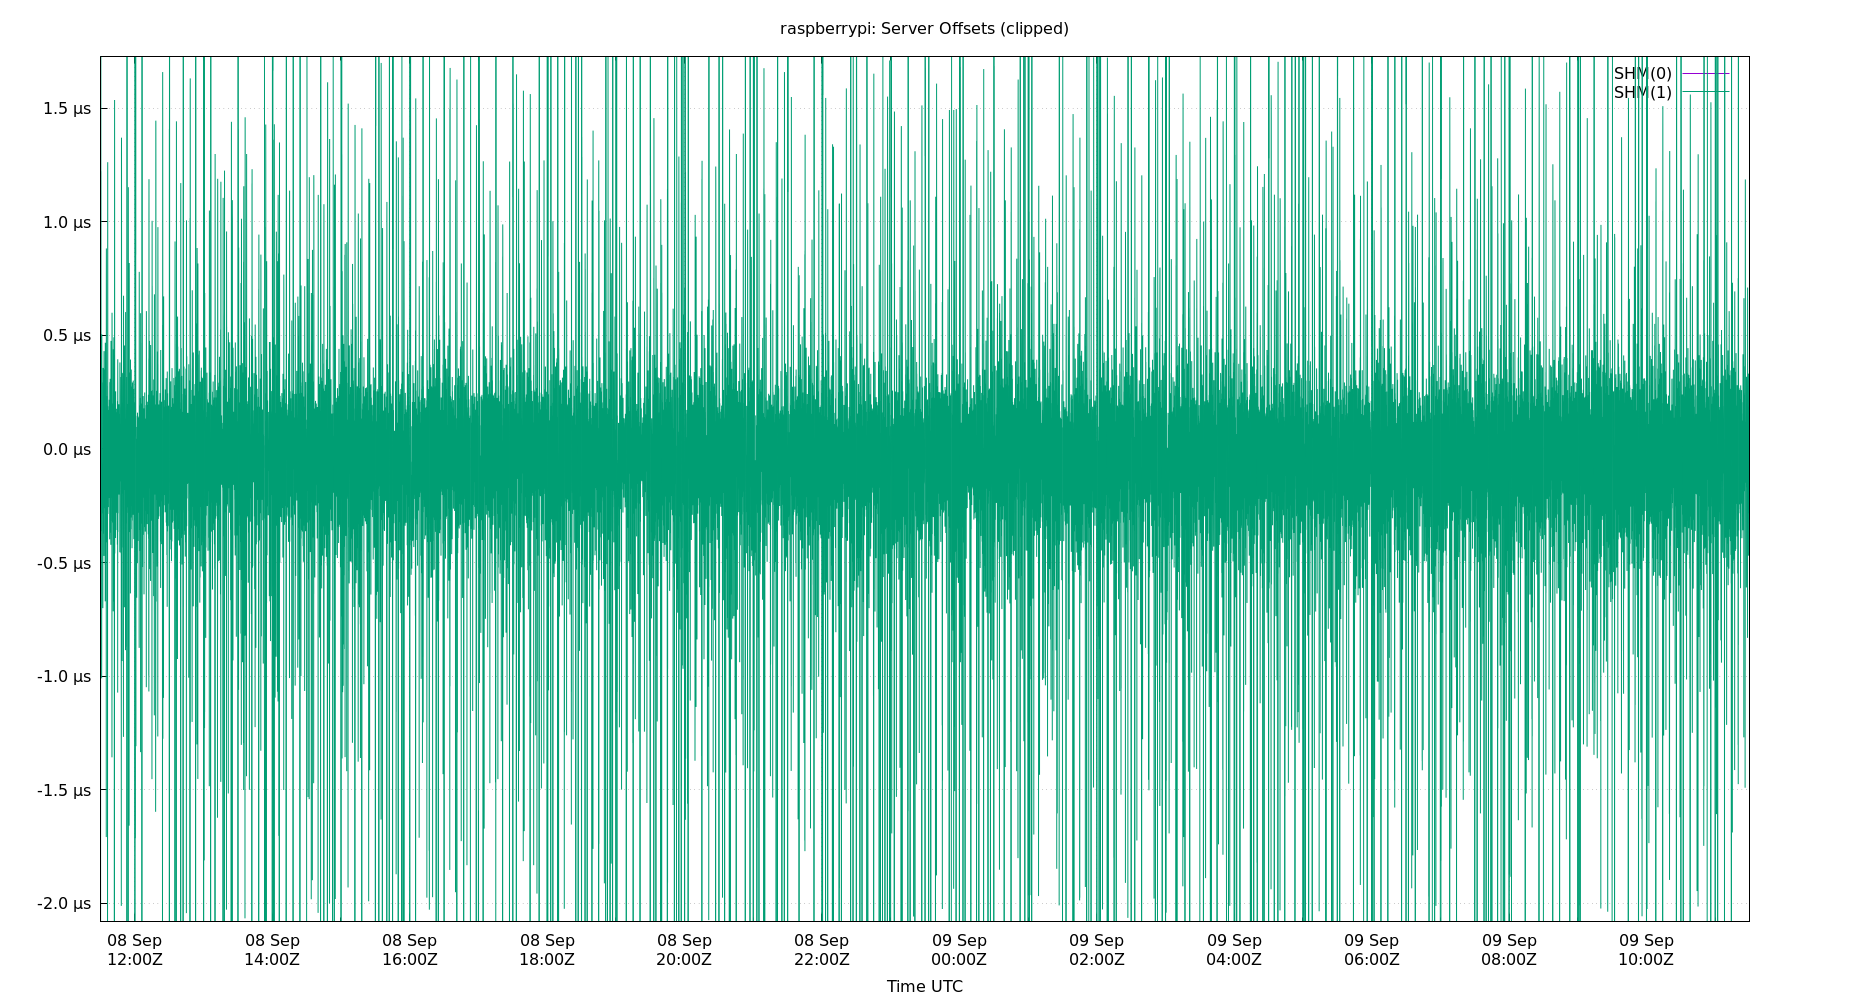 raspberrypi: Server Offsets (clipped)
SHM(0)
SHM(1)
1.5 µs
1.0 µs
0.5 µs
0.0 µs
-0.5 µs
-1.0 µs
-1.5 µs
-2.0 µs
08 Sep 08 Sep 08 Sep 08 Sep 08 Sep 08 Sep 09 Sep 09 Sep 09 Sep 09 Sep 09 Sep 09 Sep
12:00Z 14:00Z 16:00Z 18:00Z 20:00Z 22:00Z 00:00Z 02:00Z 04:00Z 06:00Z 08:00Z 10:00Z
Time UTC